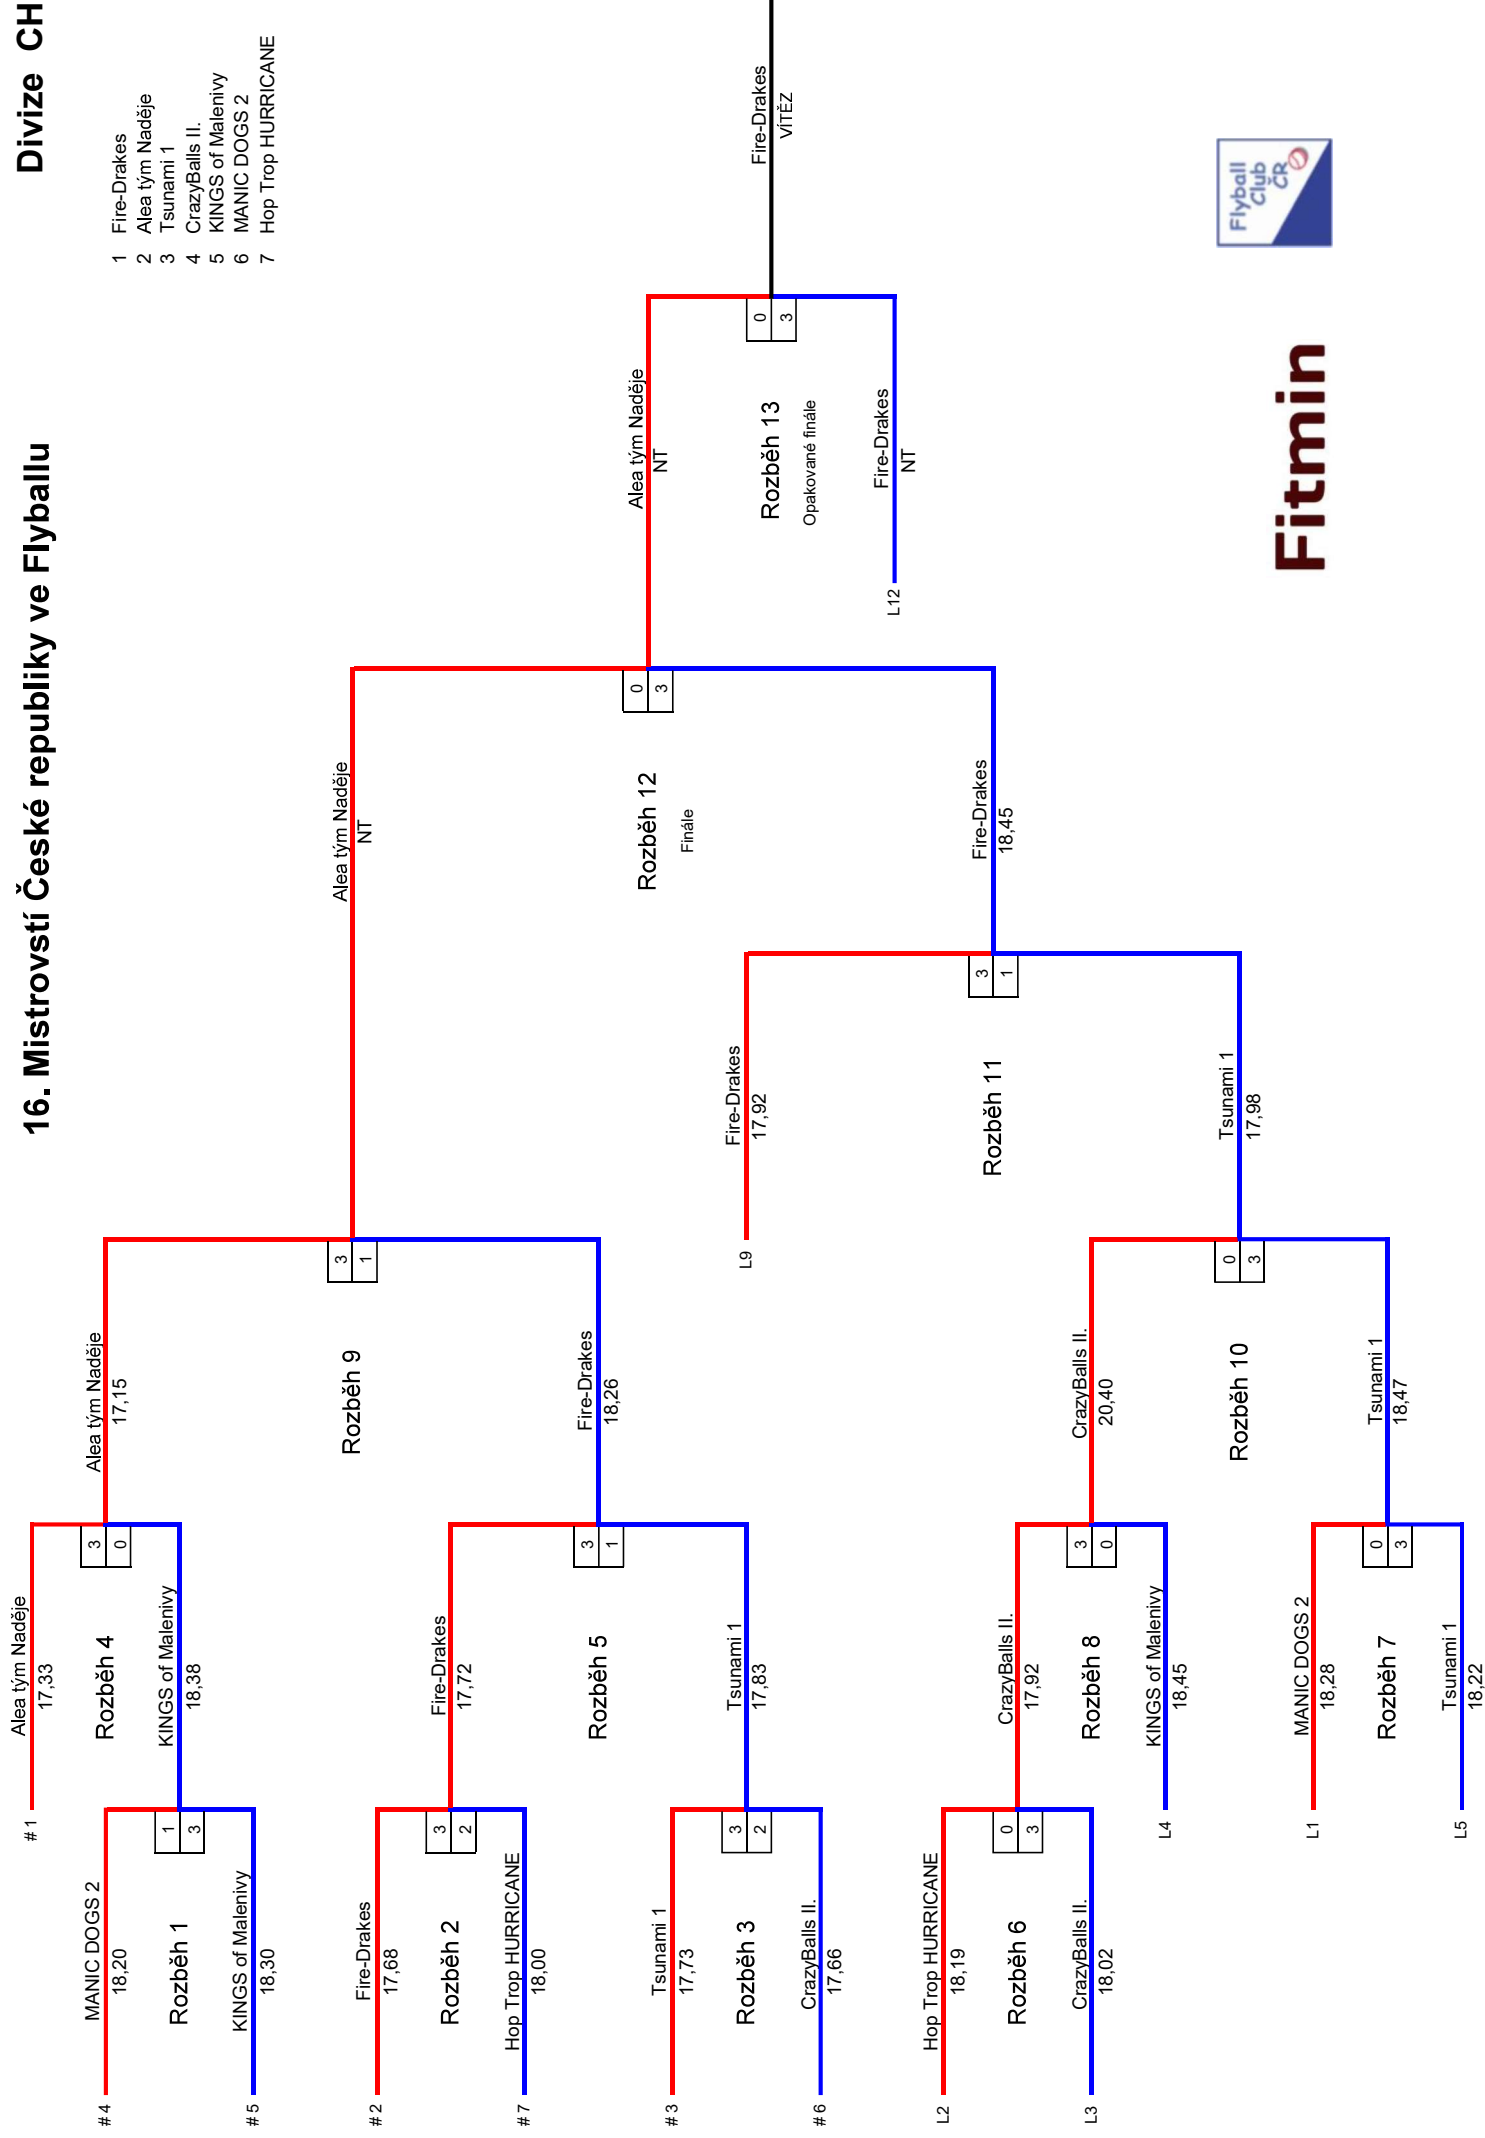 16. Mistrovství České republiky ve Flyballu
Divize CH
1 Fire-Drakes
2 Alea tým Naděje
3 Tsunami 1
4 CrazyBalls II.
5 KINGS of Malenivy
6 MANIC DOGS 2
7 Hop Trop HURRICANE
# 1
Alea tým Naděje
17,33
Rozběh 4
3
0
KINGS of Malenivy
18,38
# 4
MANIC DOGS 2
18,20
Rozběh 1
1
3
# 5
KINGS of Malenivy
18,30
Alea tým Naděje
17,15
Rozběh 9
3
1
Fire-Drakes
18,26
# 2
Fire-Drakes
17,68
Rozběh 2
3
2
# 7
Hop Trop HURRICANE
18,00
Fire-Drakes
17,72
Rozběh 5
3
1
Tsunami 1
17,83
# 3
Tsunami 1
17,73
Rozběh 3
3
2
# 6
CrazyBalls II.
17,66
Alea tým Naděje
NT
Rozběh 12
Finále
0
3
Fire-Drakes
18,45
Alea tým Naděje
NT
Rozběh 13
Opakované finále
0
3
L12
Fire-Drakes
NT
Fire-Drakes
VÍTĚZ
L9
Fire-Drakes
17,92
Rozběh 11
3
1
Tsunami 1
17,98
L2
Hop Trop HURRICANE
18,19
Rozběh 6
0
3
L3
CrazyBalls II.
18,02
CrazyBalls II.
17,92
Rozběh 8
3
0
L4
KINGS of Malenivy
18,45
CrazyBalls II.
20,40
Rozběh 10
0
3
Tsunami 1
18,47
L1
MANIC DOGS 2
18,28
Rozběh 7
0
3
L5
Tsunami 1
18,22
Fitmin
Flyball
Club
ČR